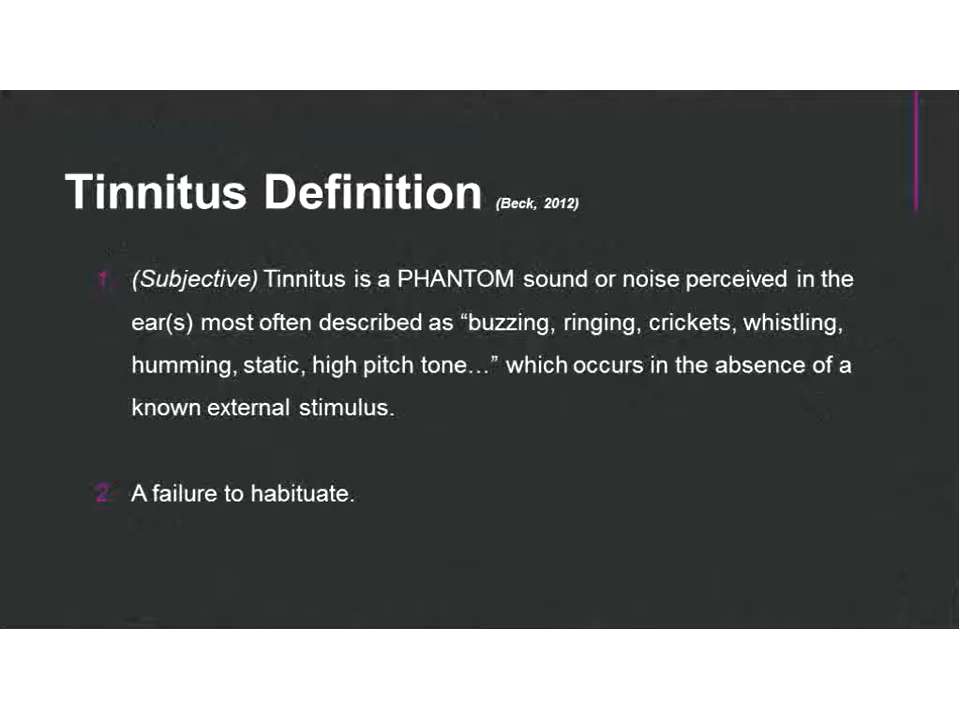 Tinnitus Definition (Beck, 2012)
1. (Subjective) Tinnitus is a PHANTOM sound or noise perceived in the
ear(s) most often described as “buzzing, ringing, crickets, whistling,
humming, static, high pitch tone…” which occurs in the absence of a
known external stimulus.
2. A failure to habituate.